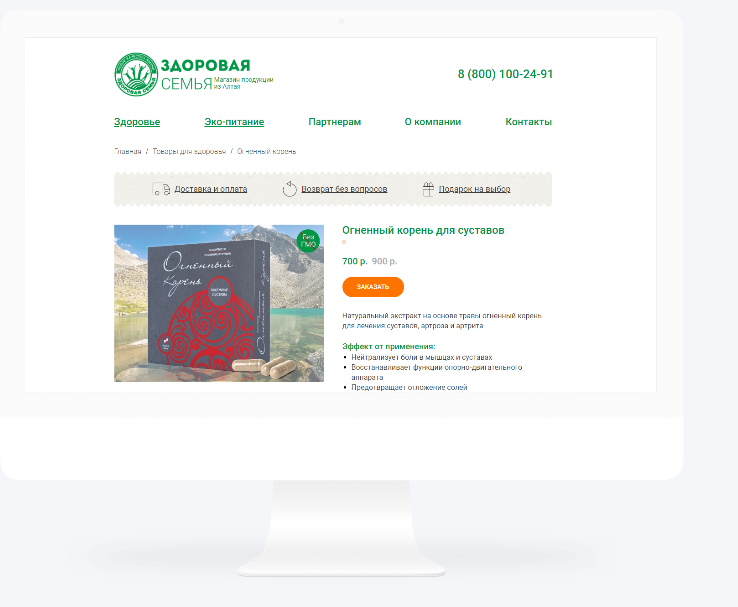 ЗДОРОВАЯ
СЕМЬЯ Магазин продукции
из Алтая
8 (800) 100-24-91
Здоровье Эко-питание Партнерам О компании Контакты
Главная / Товары для здоровья / Огненный корень
Доставка и оплата Возврат без вопросов Подарок на выбор
Без
ГМО
Огненный
Корень
Огненный корень для суставов
700 р. 900 р.
ЗАКАЗАТЬ
Натуральный экстракт на основе травы огненный корень
для лечения суставов, артроза и артрита
Эффект от применения:
Нейтрализует боли в мышцах и суставах
Восстанавливает функции опорно-двигательного
аппарата
Предотвращает отложение солей